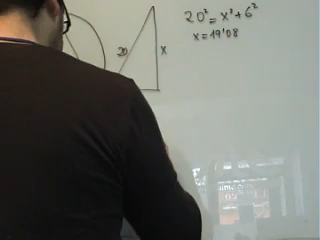 20² = x² + 6²
x = 19'08
20
x